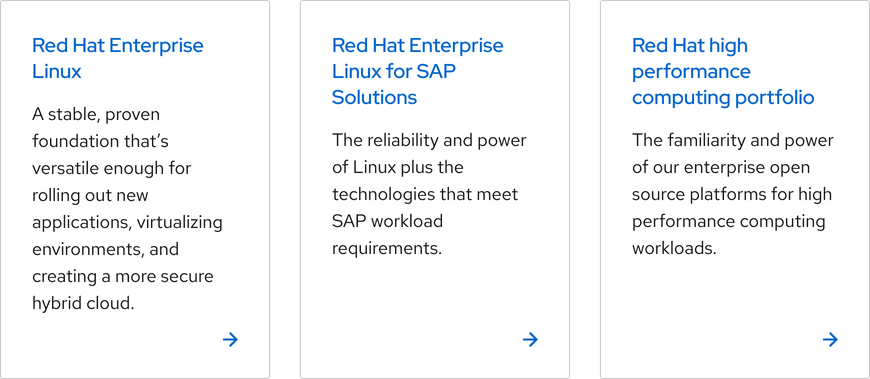 Red Hat Enterprise
Linux
A stable, proven
foundation that’s
versatile enough for
rolling out new
applications, virtualizing
environments, and
creating a more secure
hybrid cloud.
Red Hat Enterprise
Linux for SAP
Solutions
The reliability and power
of Linux plus the
technologies that meet
SAP workload
requirements.
Red Hat high
performance
computing portfolio
The familiarity and power
of our enterprise open
source platforms for high
performance computing
workloads.